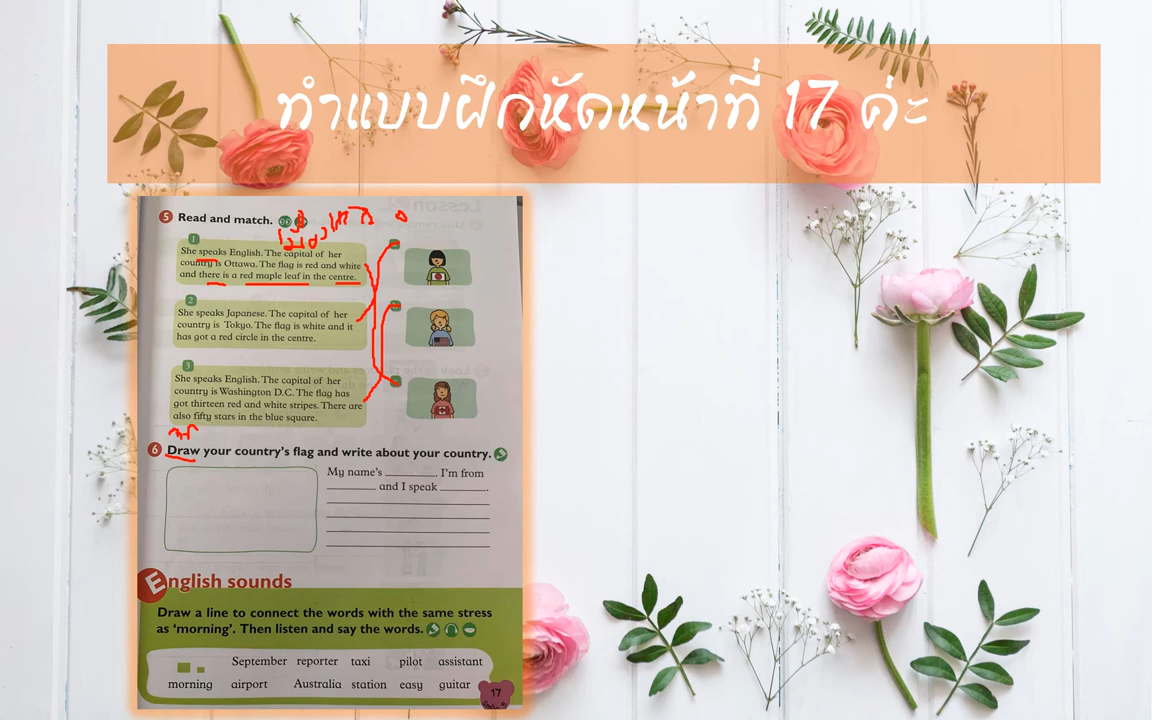 ทำแบบฝึกหัดหน้าที่ 17 ค่ะ
5 Read and match.
1
She speaks English. The capital of her
country is Ottawa. The flag is red and white
and there is a red maple leaf in the centre.
2
She speaks Japanese. The capital of her
country is Tokyo. The flag is white and it
has got a red circle in the centre.
3
She speaks English. The capital of her
country is Washington D.C. The flag has
got thirteen red and white stripes. There are
also fifty stars in the blue square.
6 Draw your country's flag and write about your country.
My name's ________. I'm from
________ and I speak ________.
English sounds
Draw a line to connect the words with the same stress
as 'morning'. Then listen and say the words.
September reporter taxi pilot assistant
morning airport Australia station easy guitar
17